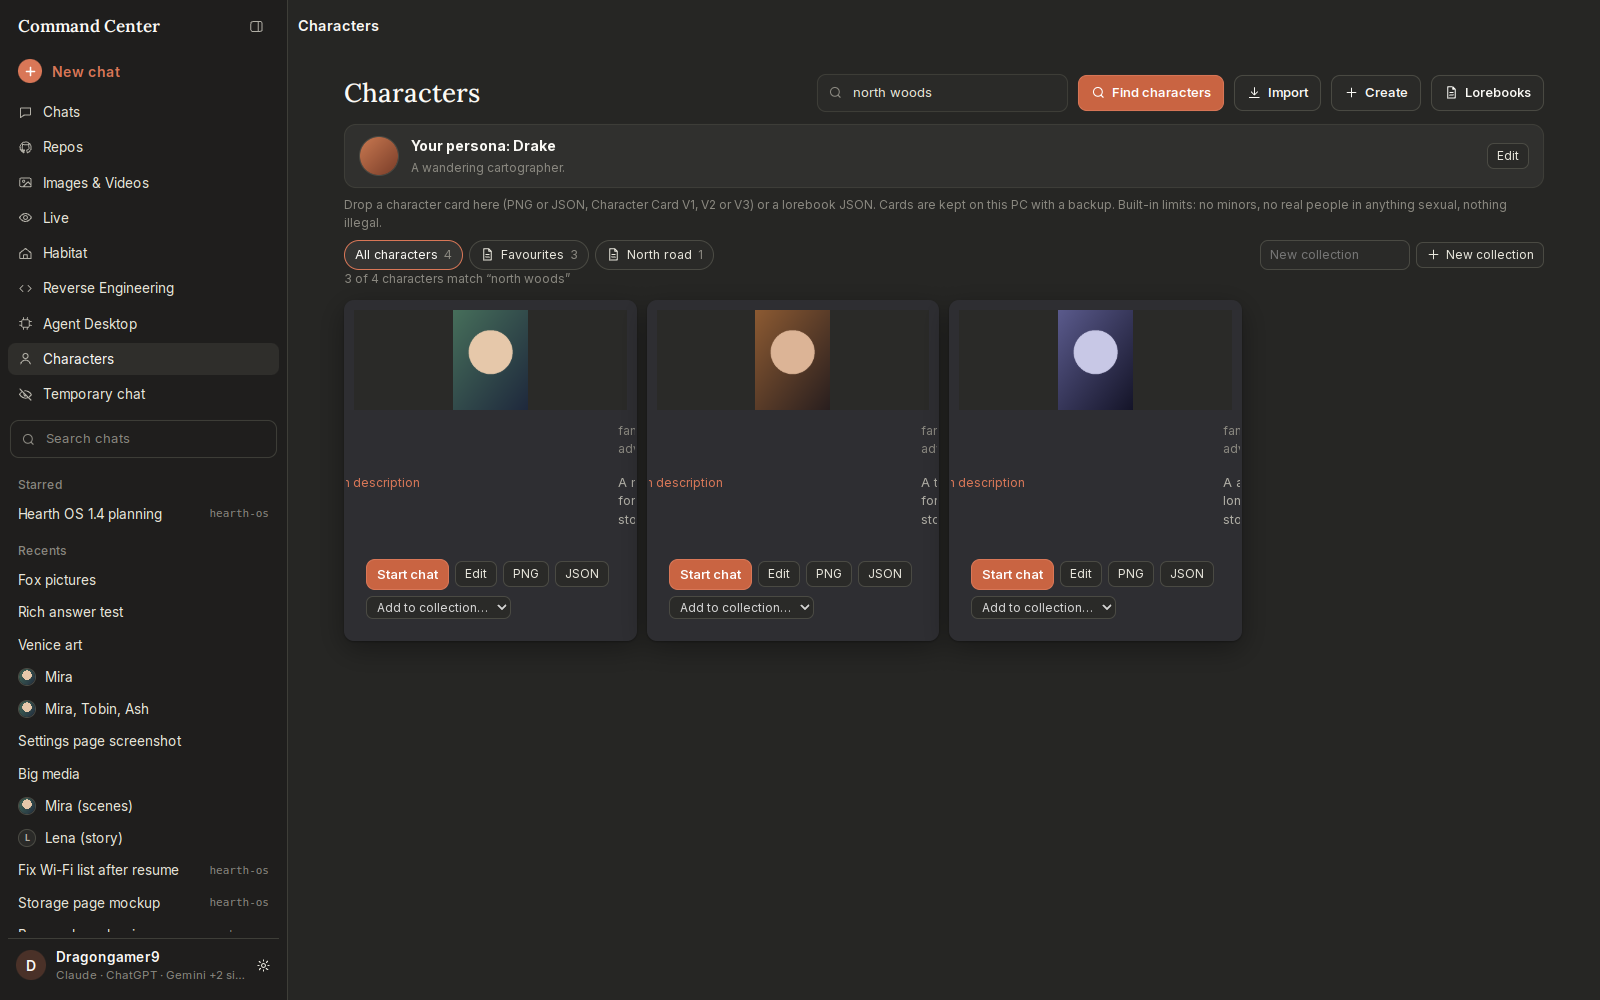 Command Center
New chat
Chats
Repos
Images & Videos
Live
Habitat
Reverse Engineering
Agent Desktop
Characters
Temporary chat
Search chats
Starred
Hearth OS 1.4 planning hearth-os
Recents
Fox pictures
Rich answer test
Venice art
Mira
Mira, Tobin, Ash
Settings page screenshot
Big media
Mira (scenes)
L Lena (story)
Fix Wi-Fi list after resume hearth-os
Storage page mockup hearth-os
D Dragongamer9
Claude · ChatGPT · Gemini +2 si…
Characters
Characters
north woods
Find characters
Import
Create
Lorebooks
Your persona: Drake
A wandering cartographer.
Edit
Drop a character card here (PNG or JSON, Character Card V1, V2 or V3) or a lorebook JSON. Cards are kept on this PC with a backup. Built-in limits: no minors, no real people in anything sexual, nothing
illegal.
All characters 4
Favourites 3
North road 1
New collection
New collection
3 of 4 characters match “north woods”
description
Start chat Edit PNG JSON
Add to collection…
description
Start chat Edit PNG JSON
Add to collection…
description
Start chat Edit PNG JSON
Add to collection…